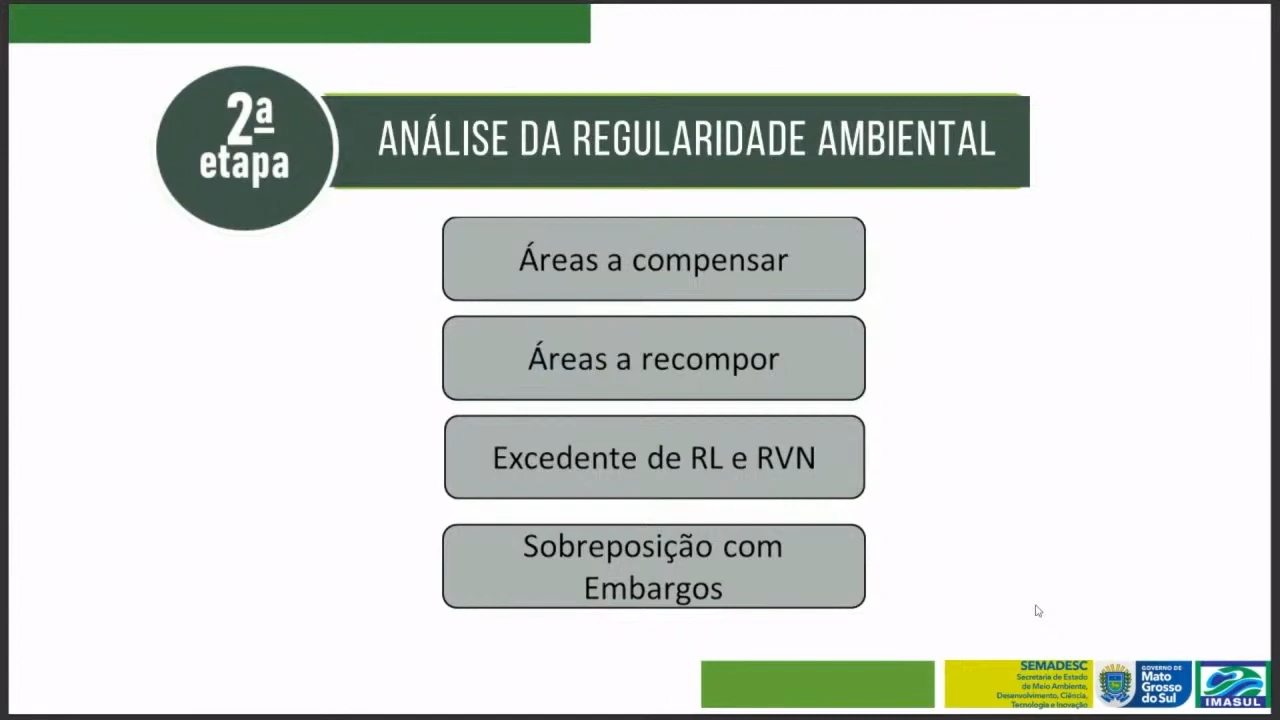 2ª
etapa
ANÁLISE DA REGULARIDADE AMBIENTAL
Áreas a compensar
Áreas a recompor
Excedente de RL e RVN
Sobreposição com
Embargos
SEMADESC
Secretaria de Estado
de Meio Ambiente,
Desenvolvimento, Ciência,
Tecnologia e Inovação
GOVERNO DE
Mato
Grosso
do Sul
IMASUL